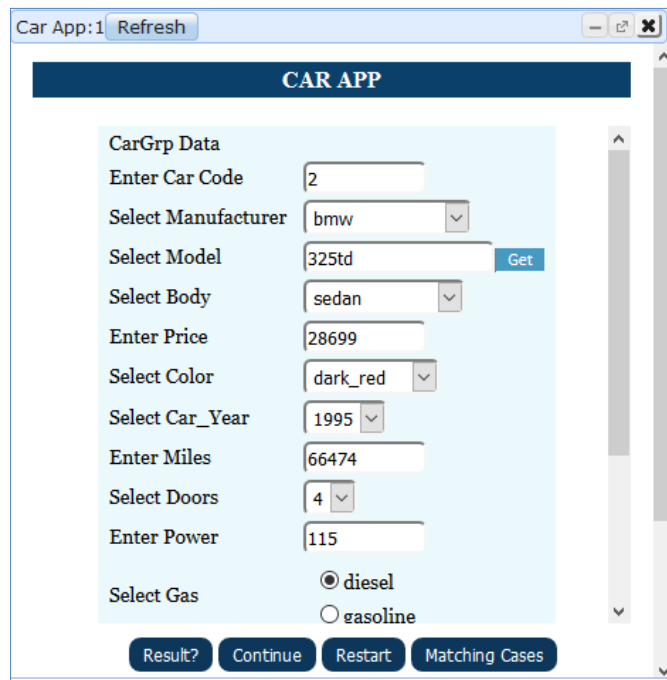 Car App:1 Refresh
CAR APP
CarGrp Data
Enter Car Code 2
Select Manufacturer bmw
Select Model 325td Get
Select Body sedan
Enter Price 28699
Select Color dark_red
Select Car_Year 1995
Enter Miles 66474
Select Doors 4
Enter Power 115
Select Gas diesel
gasoline
Result? Continue Restart Matching Cases